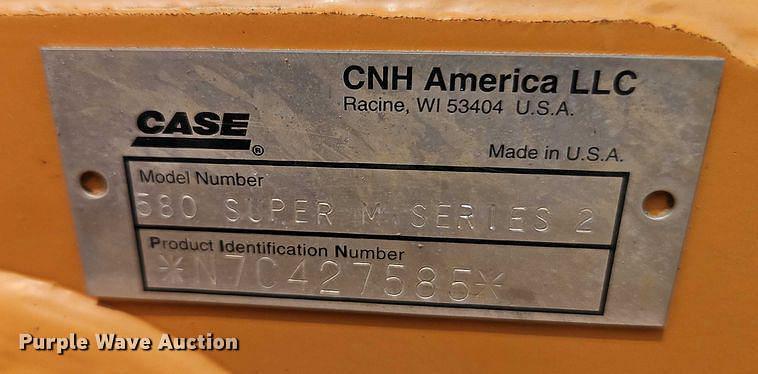 CNH America LLC
Racine, WI 53404 U.S.A.
CASE®
Made in U.S.A.
Model Number
580 SUPER M SERIES 2
Product Identification Number
*N7C427585*
Purple Wave Auction